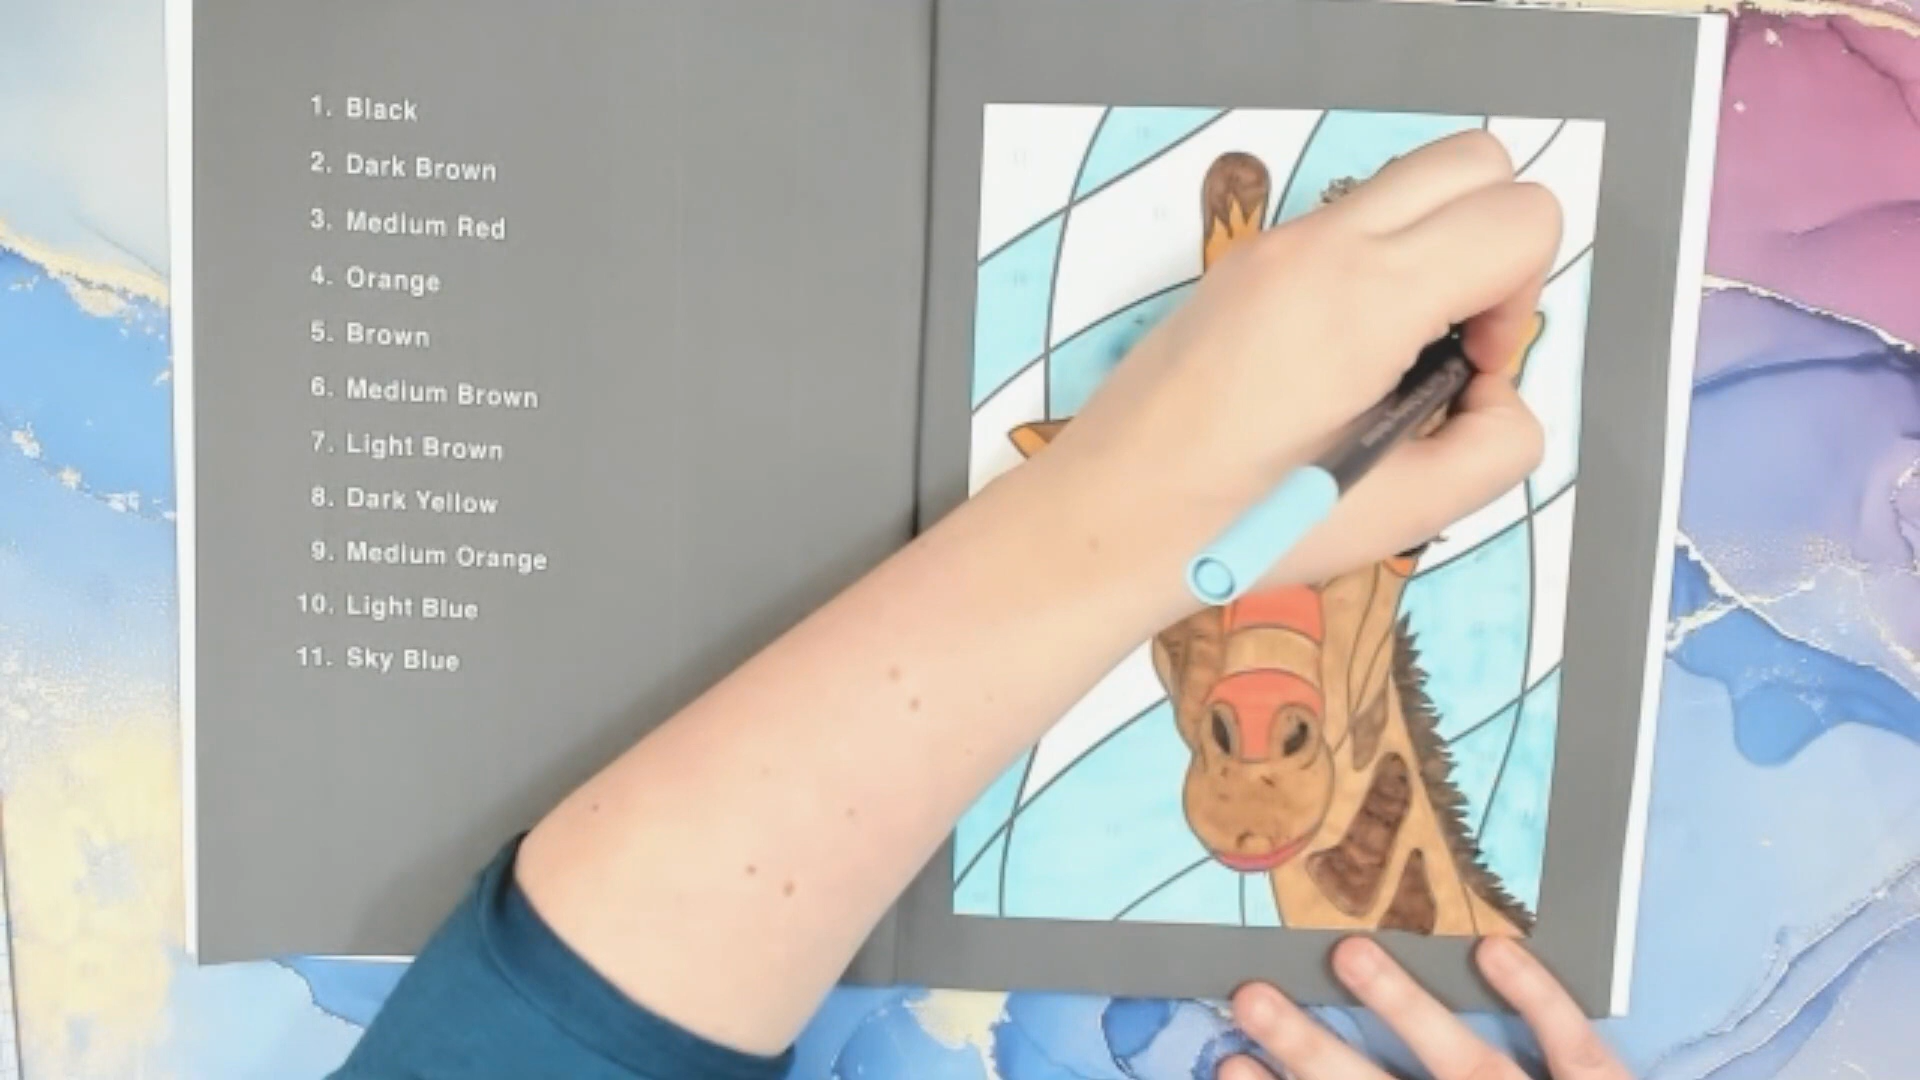 1. Black
2. Dark Brown
3. Medium Red
4. Orange
5. Brown
6. Medium Brown
7. Light Brown
8. Dark Yellow
9. Medium Orange
10. Light Blue
11. Sky Blue